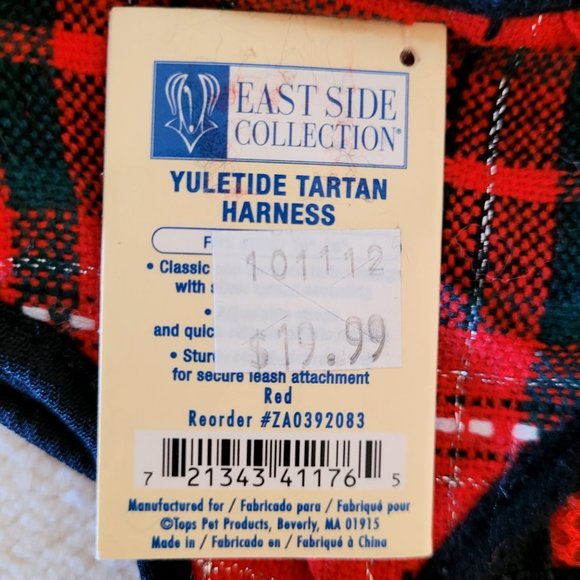 EAST SIDE
COLLECTION®
YULETIDE TARTAN
HARNESS
101112
$19.99
• Classic
with
•
and quic
• Stur
for secure leash attachment
Red
Reorder #ZA0392083
7 21343 41176 5
Manufactured for / Fabricado para / Fabriqué pour
©Tops Pet Products, Beverly, MA 01915
Made in / Fabricado en / Fabriqué à China